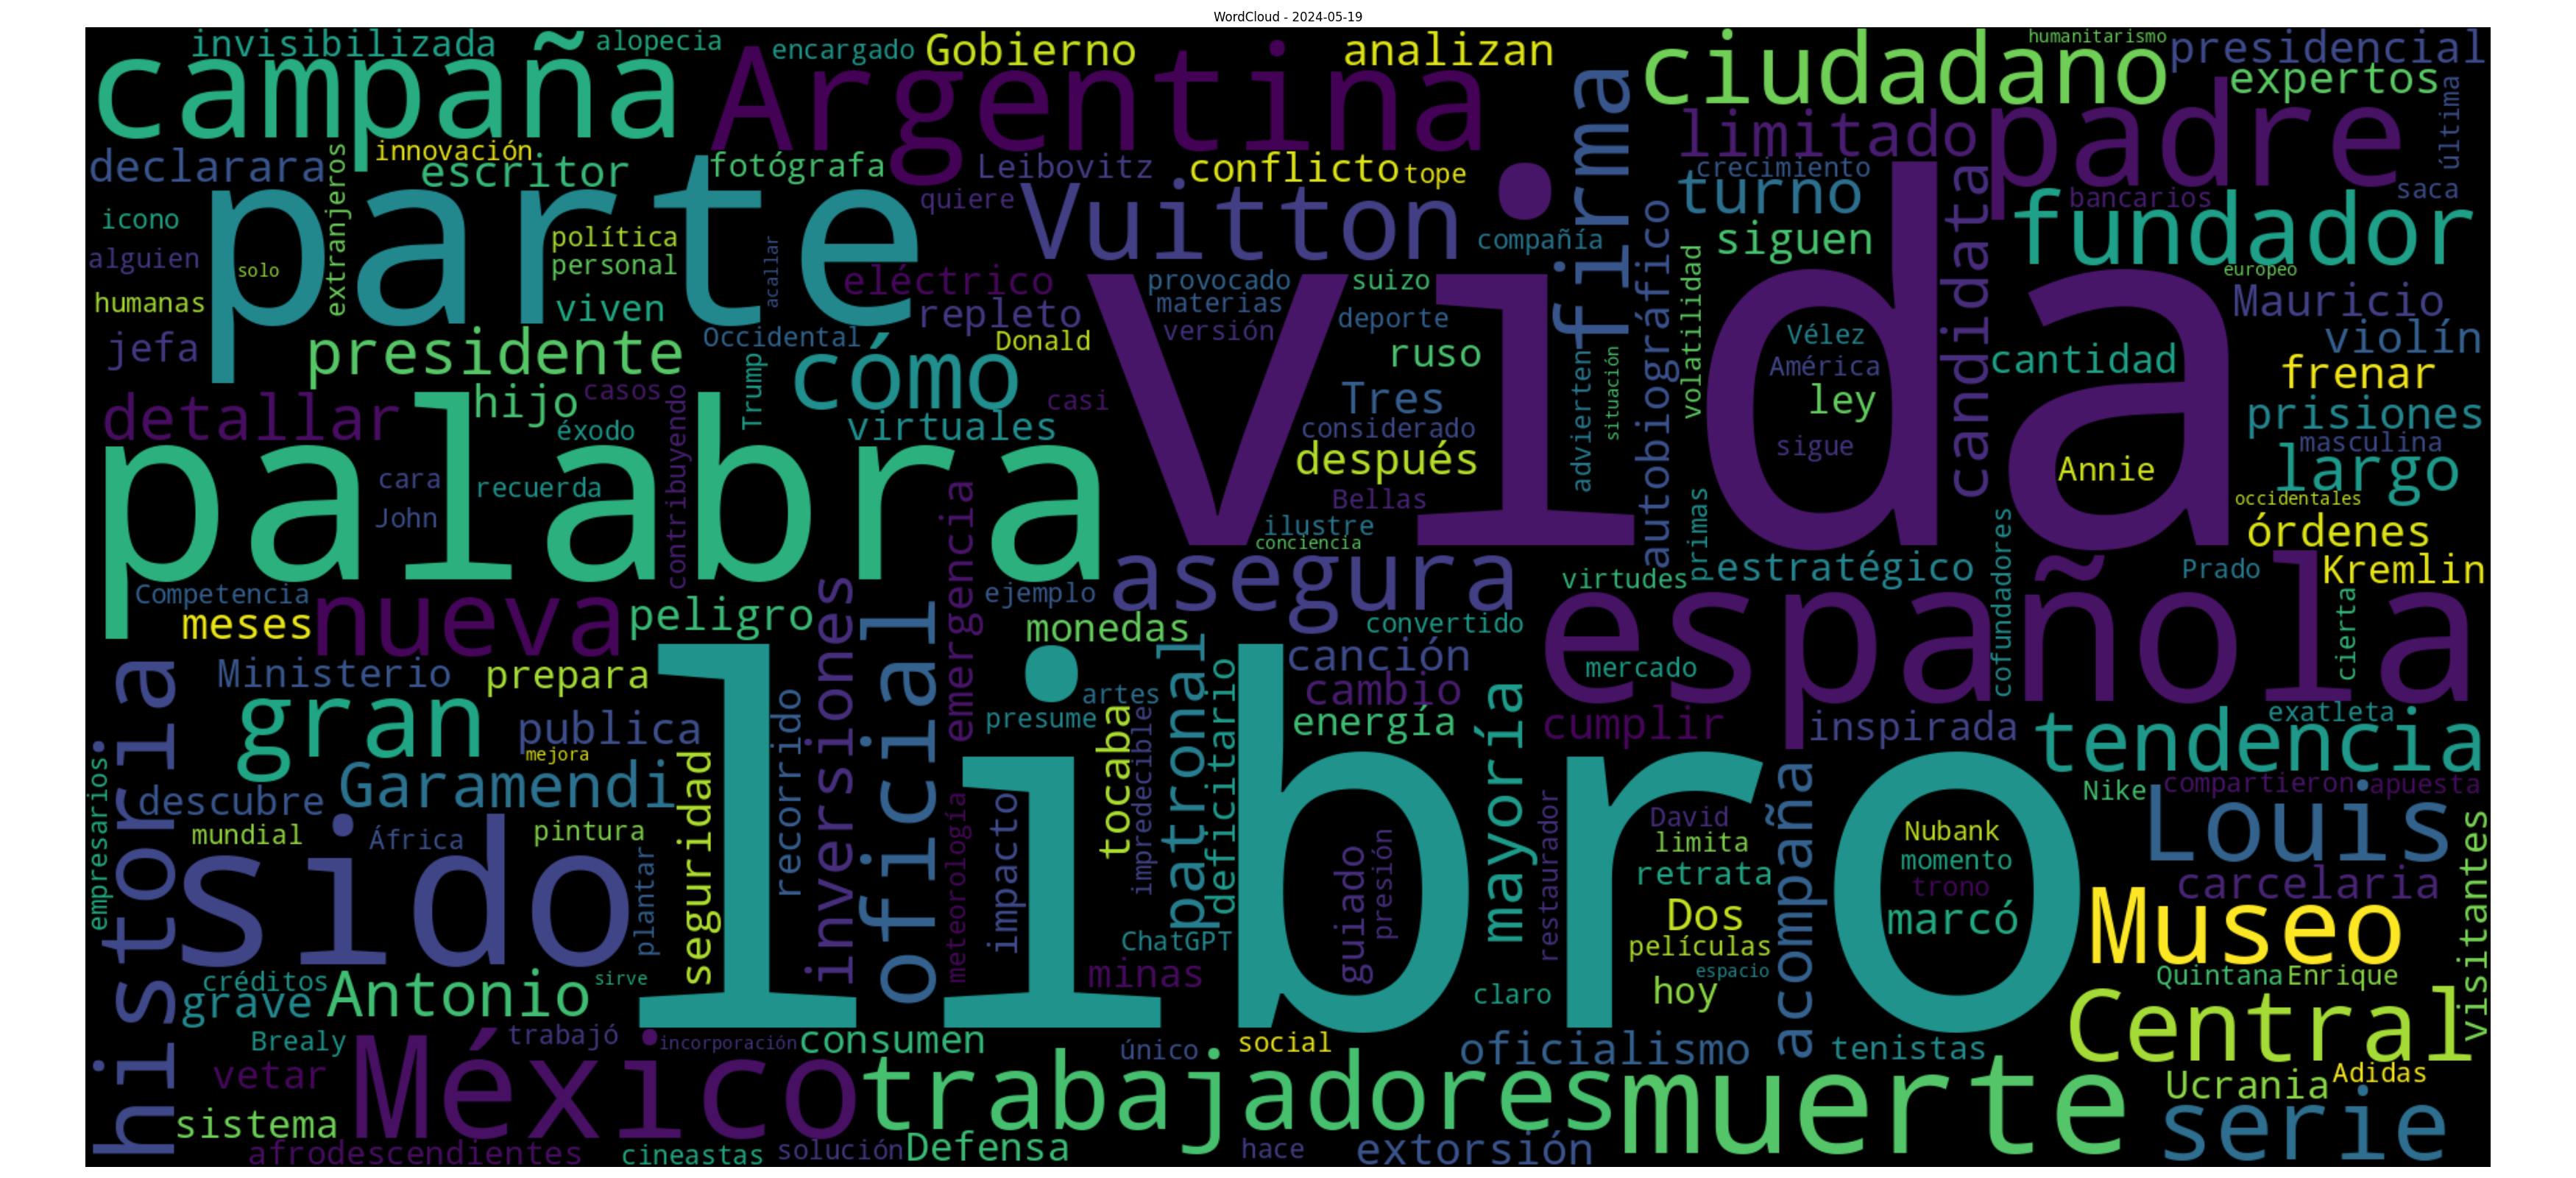 WordCloud - 2024-05-19
invisibilizada
alopecia
encargado
Gobierno
analizan
humanitarismo
presidencial
campaña
Argentina
ciudadano
expertos
última
declarara
innovación
escritor
fotógrafa
Leibovitz
conflicto
tope
firma
limitado
padre
crecimiento
turno
bancarios
saca
extranjeros
icono
parte
quiere
Vuitton
compañía
autobiográfico
siguen
candidata
fundador
alguien
solo
política
personal
acallar
eléctrico
provocado
suizo
volatilidad
europeo
humanas
viven
repleto
materias
versión
deporte
vida
Mauricio
jefa
presidente
Occidental
Donald
cómo
ruso
Vélez
América
cantidad
violín
frenar
detallar
hijo
casos
Trump
casi
Tres
advierten
situación
ley
prisiones
éxodo
virtuales
considerado
después
sigue
masculina
largo
palabra
cara
recuerda
contribuyendo
John
emergencia
Bellas
ilustre
conciencia
primas
Annie
occidentales
órdenes
Competencia
nueva
peligro
ejemplo
asegura
virtudes
estratégico
cofundadores
Prado
Kremlin
meses
inversiones
oficial
monedas
convertido
española
cierta
historia
Ministerio
prepara
patronal
deficitario
canción
mercado
gran
publica
mejora
recorrido
artes
presume
tocaba
impredecible
cambio
energía
mayoría
cumplir
inspirada
exatleta
tendencia
empresarios
descubre
Garamendi
seguridad
libro
acompaña
Nike
compartieron
apuesta
mundial
África
pintura
plantar
meteorología
impacto
guiado
presión
restaurador
David
limita
Nubank
Louis
visitantes
sido
retrata
momento
trono
carcelaria
ChatGPT
Dos
marcó
Museo
películas
créditos
sirve
minas
espacio
Quintana
Enrique
grave
Antonio
claro
hoy
Central
Brealy
trabajó
incorporación
consumen
único
social
oficialismo
tenistas
vetar
México
trabajadores
muerte
Ucrania
Adidas
sistema
serie
afrodescendientes
cineastas
solución
Defensa
hace
extorsión